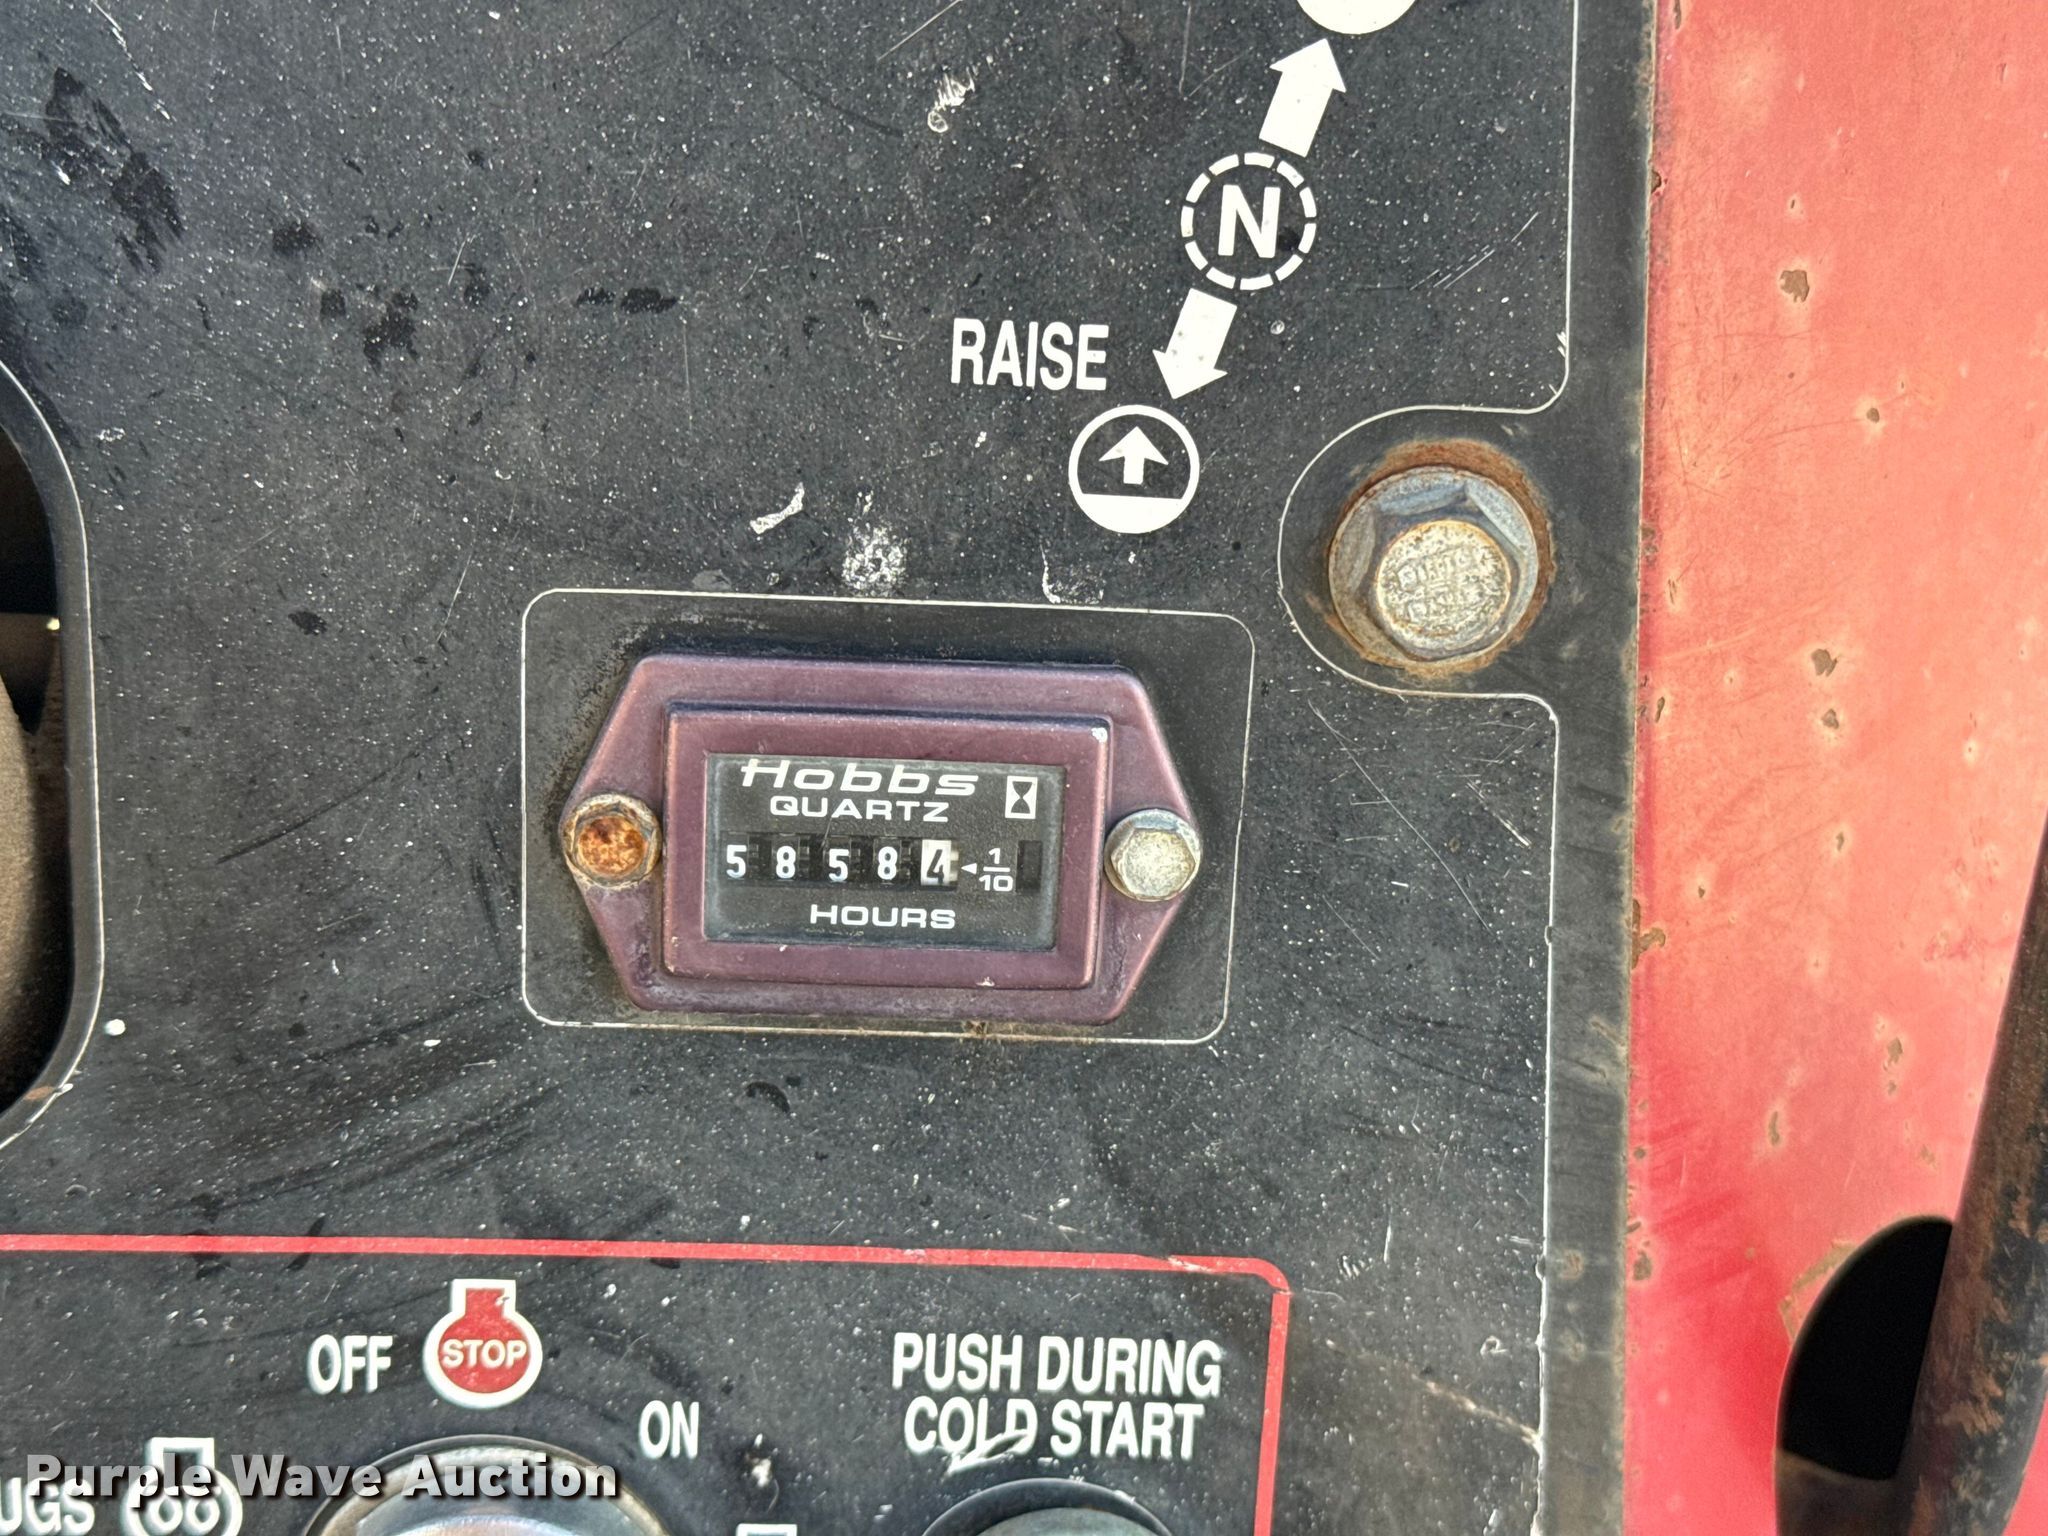 N
RAISE
Hobbs
QUARTZ
5 8 5 8 4 1/10
HOURS
OFF
STOP
ON
PUSH DURING
COLD START
UGS
Purple Wave Auction